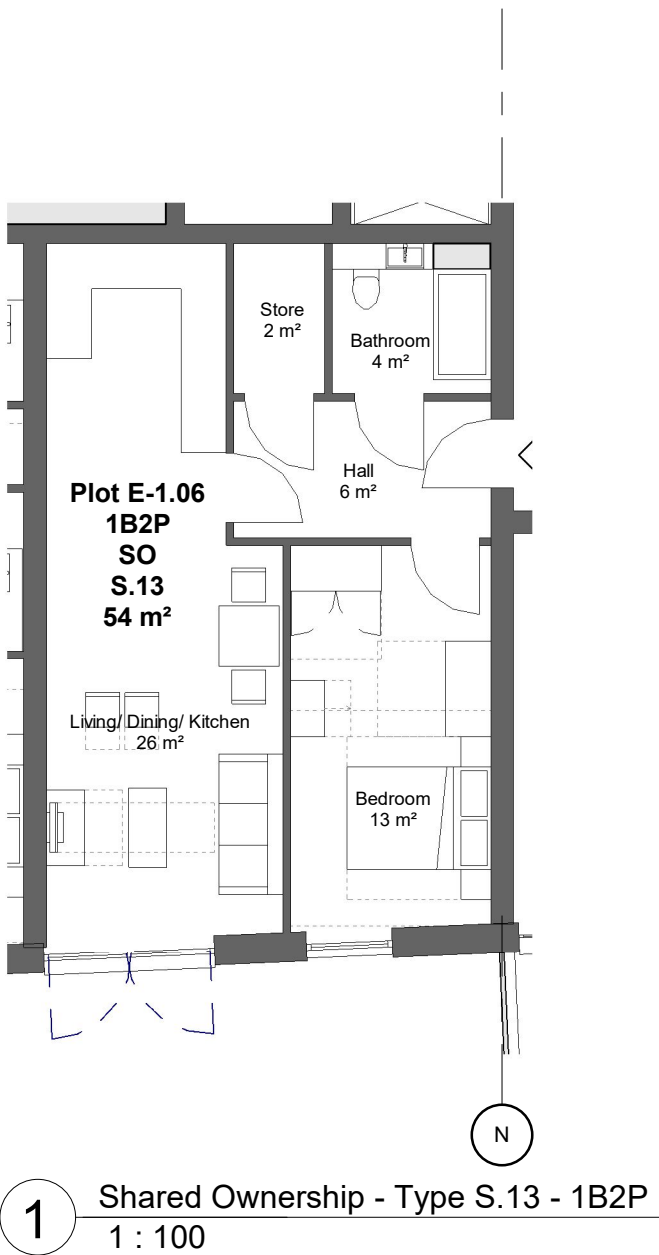 Store
2 m²
Bathroom
4 m²
Hall
6 m²
Plot E-1.06
1B2P
SO
S.13
54 m²
Living/ Dining/ Kitchen
26 m²
Bedroom
13 m²
N
1
Shared Ownership - Type S.13 - 1B2P
1 : 100